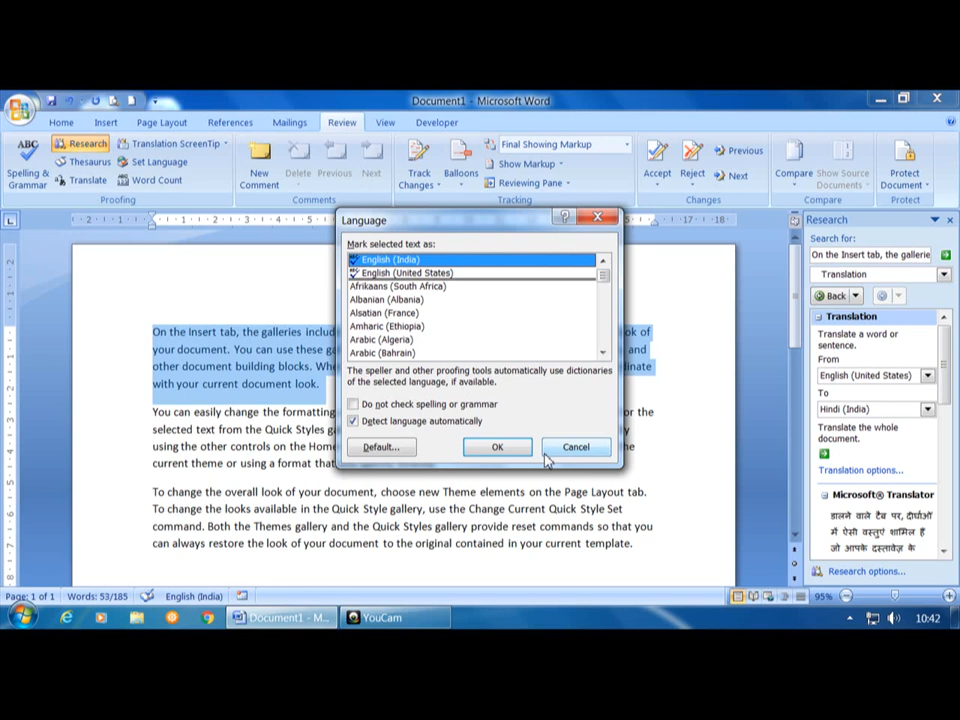 Document1 - Microsoft Word
Home Insert Page Layout References Mailings Review View Developer
ABC Spelling & Grammar
Research
Thesaurus
Translate
Translation ScreenTip
Set Language
Word Count
Proofing
New Comment
Delete
Previous
Next
Comments
Track Changes
Balloons
Final Showing Markup
Show Markup
Reviewing Pane
Tracking
Accept
Reject
Previous
Next
Changes
Compare
Show Source Documents
Compare
Protect Document
Protect
L
Language
Mark selected text as:
English (India)
English (United States)
Afrikaans (South Africa)
Albanian (Albania)
Alsatian (France)
Amharic (Ethiopia)
Arabic (Algeria)
Arabic (Bahrain)
The speller and other proofing tools automatically use dictionaries
of the selected language, if available.
Do not check spelling or grammar
Detect language automatically
Default...
OK
Cancel
On the Insert tab, the galleries includ ok of
your document. You can use these ga and
other document building blocks. Whe inate
with your current document look.
You can easily change the formatting or the
selected text from the Quick Styles ga y
using the other controls on the Hom the
current theme or using a format that
To change the overall look of your document, choose new Theme elements on the Page Layout tab.
To change the looks available in the Quick Style gallery, use the Change Current Quick Style Set
command. Both the Themes gallery and the Quick Styles gallery provide reset commands so that you
can always restore the look of your document to the original contained in your current template.
Research
Search for:
On the Insert tab, the gallerie
Translation
Back
Translation
Translate a word or
sentence.
From
English (United States)
To
Hindi (India)
Translate the whole
document.
Translation options...
Microsoft® Translator
डालने वाले टैब पर, दीर्घाओं
में ऐसी वस्तुएं शामिल हैं
जो आपके दस्तावेज़ के
Research options...
Page: 1 of 1 Words: 53/185 English (India) 95%
Document1 - M... YouCam 10:42